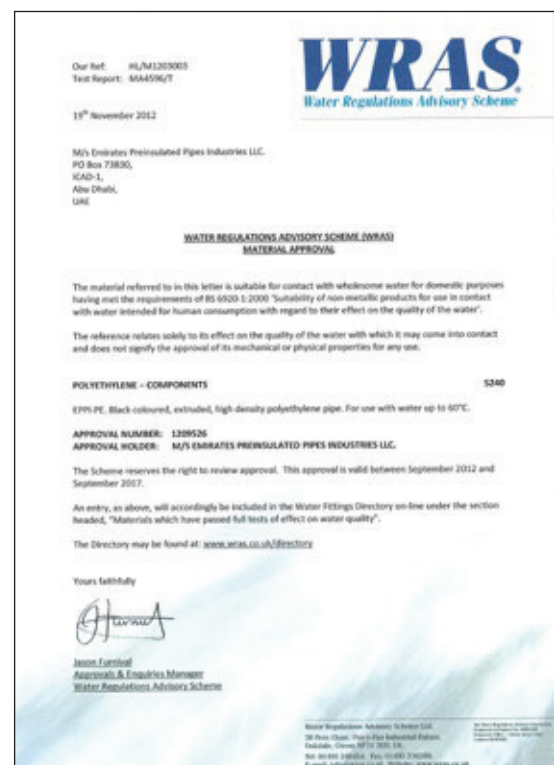 Our Ref: HL/M1203003
Test Report: MA4596/T
WRAS
Water Regulations Advisory Scheme
19th November 2012
M/s Emirates Preinsulated Pipes Industries LLC.
PO Box 73830,
ICAD-1,
Abu Dhabi,
UAE
WATER REGULATIONS ADVISORY SCHEME (WRAS)
MATERIAL APPROVAL
The material referred to in this letter is suitable for contact with wholesome water for domestic purposes
having met the requirements of BS 6920-1:2000 'Suitability of non metallic products for use in contact
with water intended for human consumption with regard to their effect on the quality of the water'.
The reference relates solely to its effect on the quality of the water with which it may come into contact
and does not signify the approval of its mechanical or physical properties for any use.
POLYETHYLENE – COMPONENTS 5240
EPPI-PE. Black coloured, extruded, high density polyethylene pipe. For use with water up to 60°C.
APPROVAL NUMBER: 1209526
APPROVAL HOLDER: M/S EMIRATES PREINSULATED PIPES INDUSTRIES LLC.
The Scheme reserves the right to review approval. This approval is valid between September 2012 and
September 2017.
An entry, as above, will accordingly be included in the Water Fittings Directory on-line under the section
headed, "Materials which have passed full tests of effect on water quality".
The Directory may be found at: www.wras.co.uk/directory
Yours faithfully
Jason Furnival
Approvals & Enquiries Manager
Water Regulations Advisory Scheme
Water Regulations Advisory Scheme Ltd.